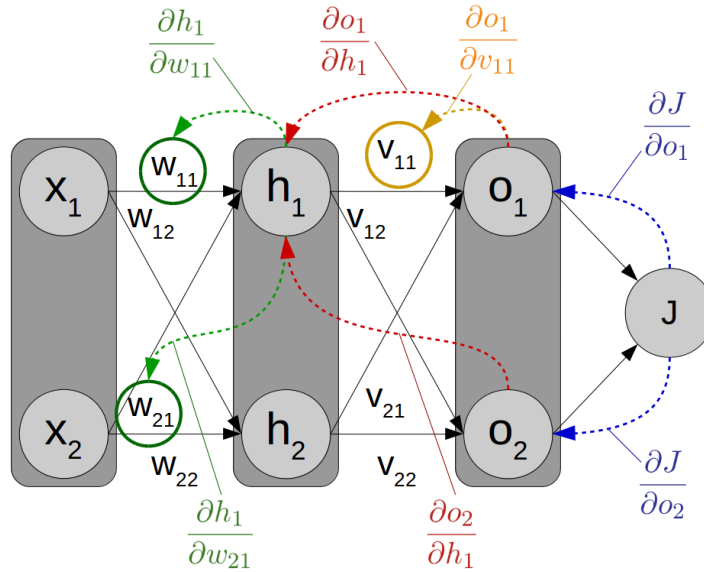 ∂h₁/∂w₁₁
∂o₁/∂h₁
∂o₁/∂v₁₁
∂J/∂o₁
x₁
w₁₁
h₁
v₁₁
o₁
w₁₂
v₁₂
J
w₂₁
v₂₁
x₂
h₂
o₂
w₂₂
v₂₂
∂h₁/∂w₂₁
∂o₂/∂h₁
∂J/∂o₂